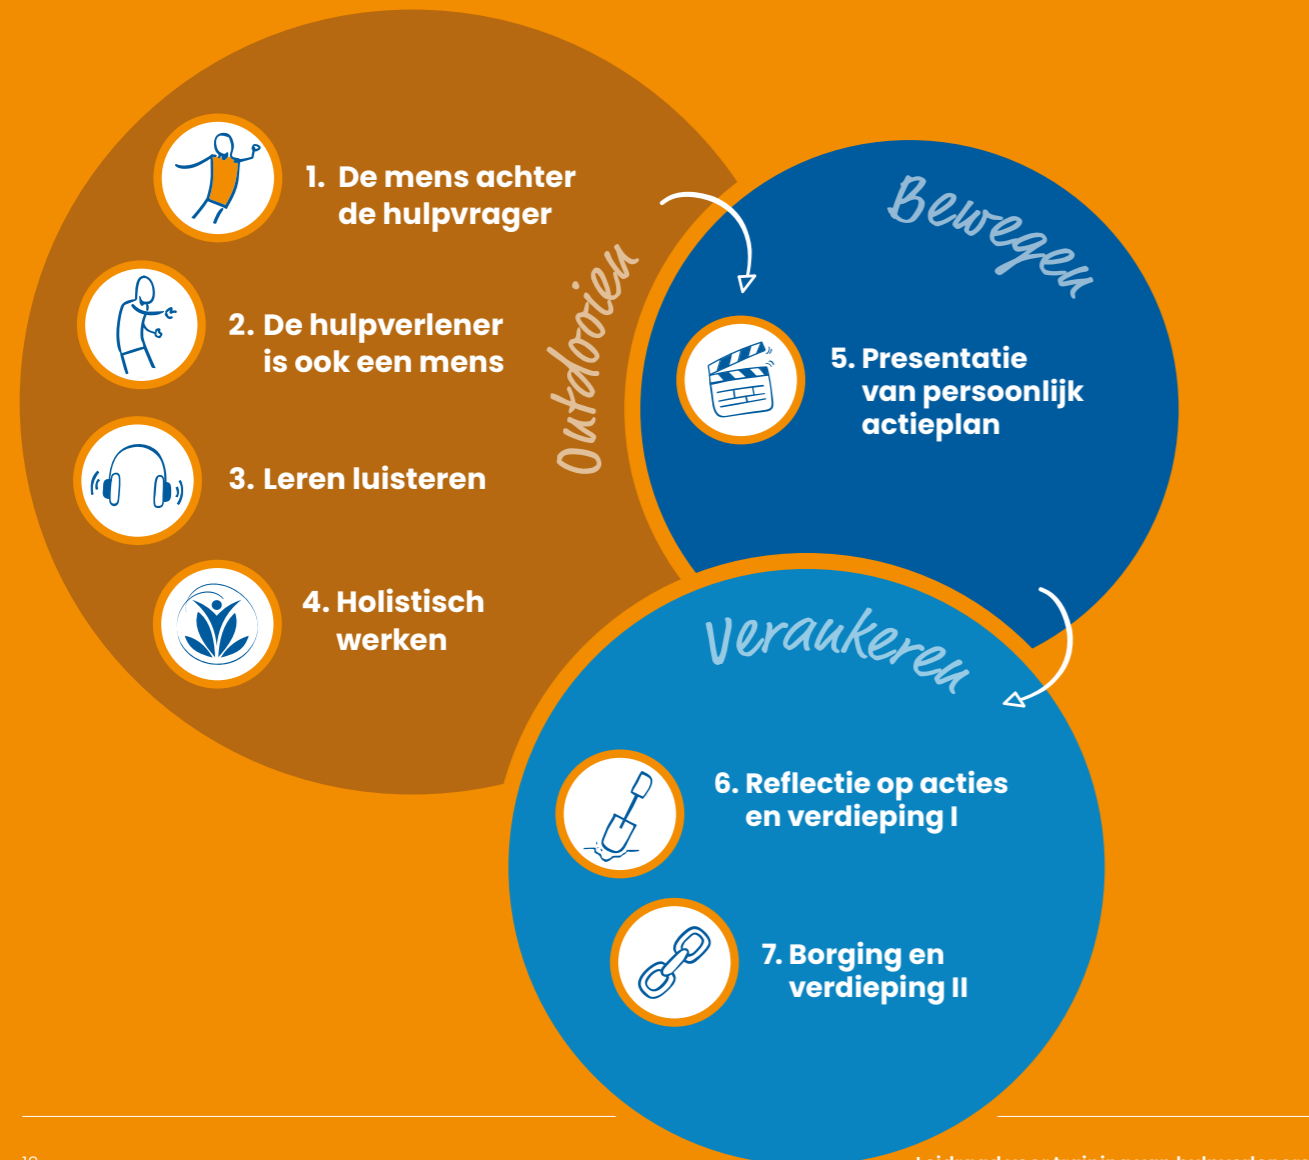 1. De mens achter
de hulpvrager
2. De hulpverlener
is ook een mens
3. Leren luisteren
4. Holistisch
werken
Ontdooien
Bewegen
5. Presentatie
van persoonlijk
actieplan
Verankeren
6. Reflectie op acties
en verdieping I
7. Borging en
verdieping II